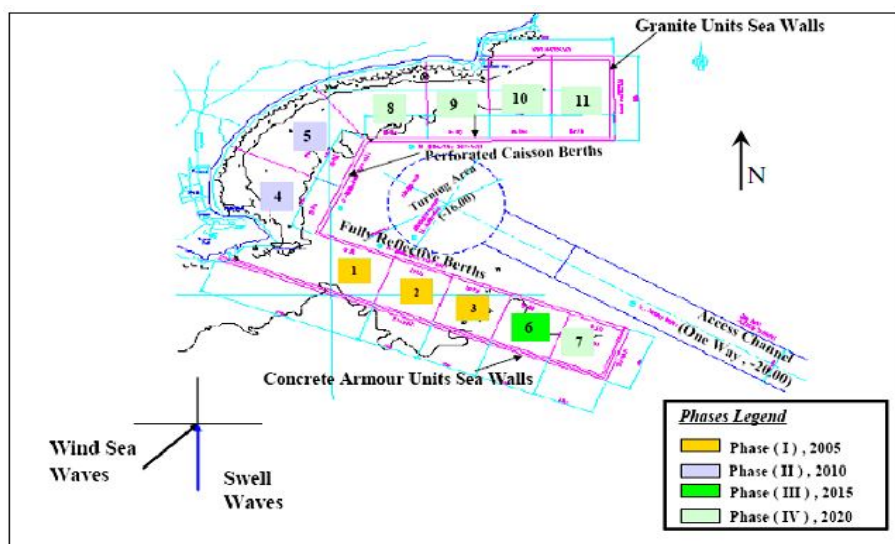 Granite Units Sea Walls
10
11
9
8
5
N
Perforated Caisson Berths
4
Turning Area
(-16.00)
Fully Reflective Berths
1
2
3
6
7
Access Channel
(One Way , -20.00)
Concrete Armour Units Sea Walls
Wind Sea
Waves
Swell
Waves
Phases Legend
Phase ( I ) , 2005
Phase ( II ) , 2010
Phase ( III ) , 2015
Phase ( IV ) , 2020